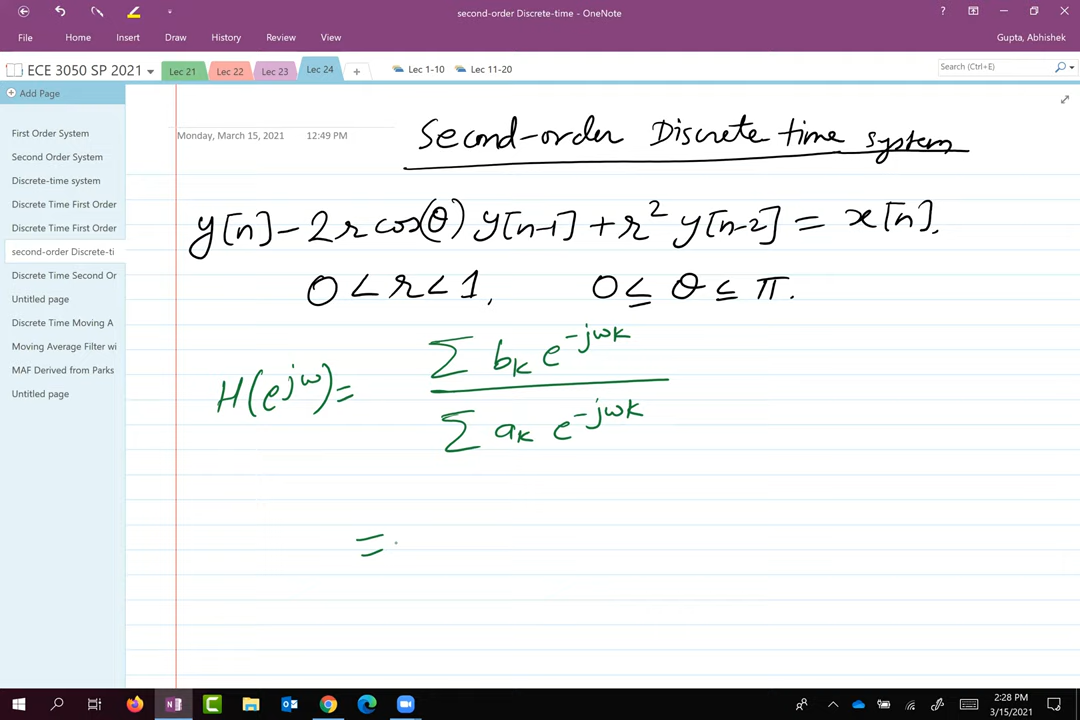 second-order Discrete-time - OneNote
Gupta, Abhishek
File Home Insert Draw History Review View
ECE 3050 SP 2021 Lec 21 Lec 22 Lec 23 Lec 24 Lec 1-10 Lec 11-20
Search (Ctrl+E)
Add Page
First Order System
Second Order System
Discrete-time system
Discrete Time First Order
Discrete Time First Order
second-order Discrete-ti
Discrete Time Second Or
Untitled page
Discrete Time Moving A
Moving Average Filter wi
MAF Derived from Parks
Untitled page
Monday, March 15, 2021 12:49 PM
Second-order Discrete time system
y[n] - 2r cos(θ) y[n-1] + r² y[n-2] = x[n].
0 < r < 1, 0 ≤ θ ≤ π.
H(e^{jω}) = \frac{Σ b_k e^{-jωk}}{Σ a_k e^{-jωk}}
=
2:28 PM
3/15/2021